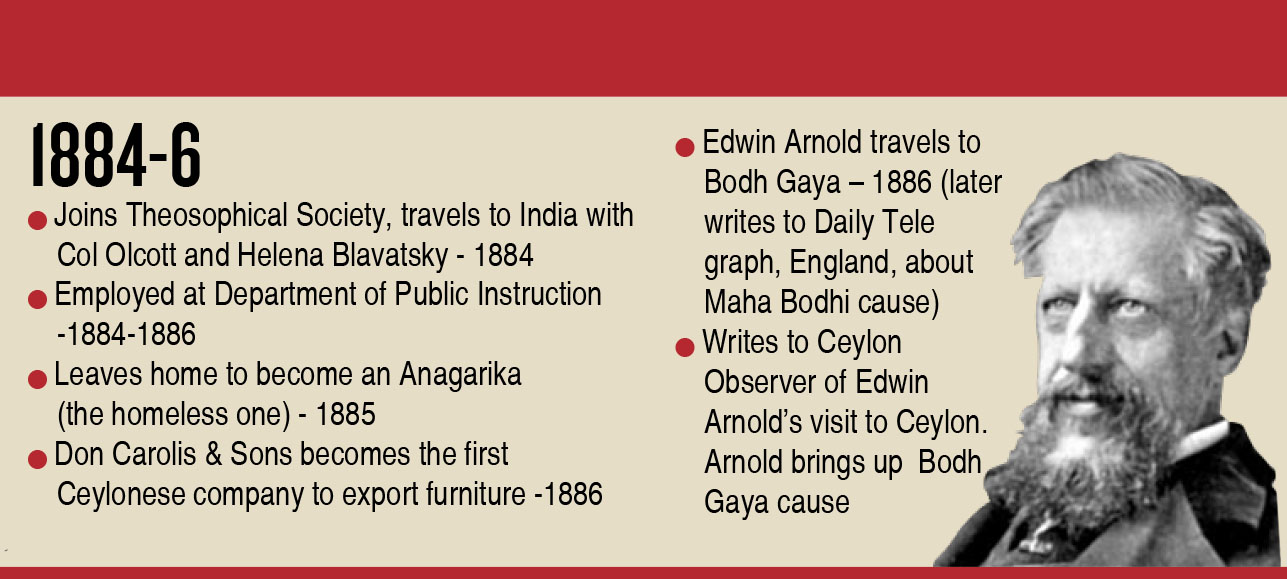 1884-6
Joins Theosophical Society, travels to India with
Col Olcott and Helena Blavatsky - 1884
Employed at Department of Public Instruction
-1884-1886
Leaves home to become an Anagarika
(the homeless one) - 1885
Don Carolis & Sons becomes the first
Ceylonese company to export furniture -1886
Edwin Arnold travels to
Bodh Gaya – 1886 (later
writes to Daily Tele
graph, England, about
Maha Bodhi cause)
Writes to Ceylon
Observer of Edwin
Arnold’s visit to Ceylon.
Arnold brings up  Bodh
Gaya cause